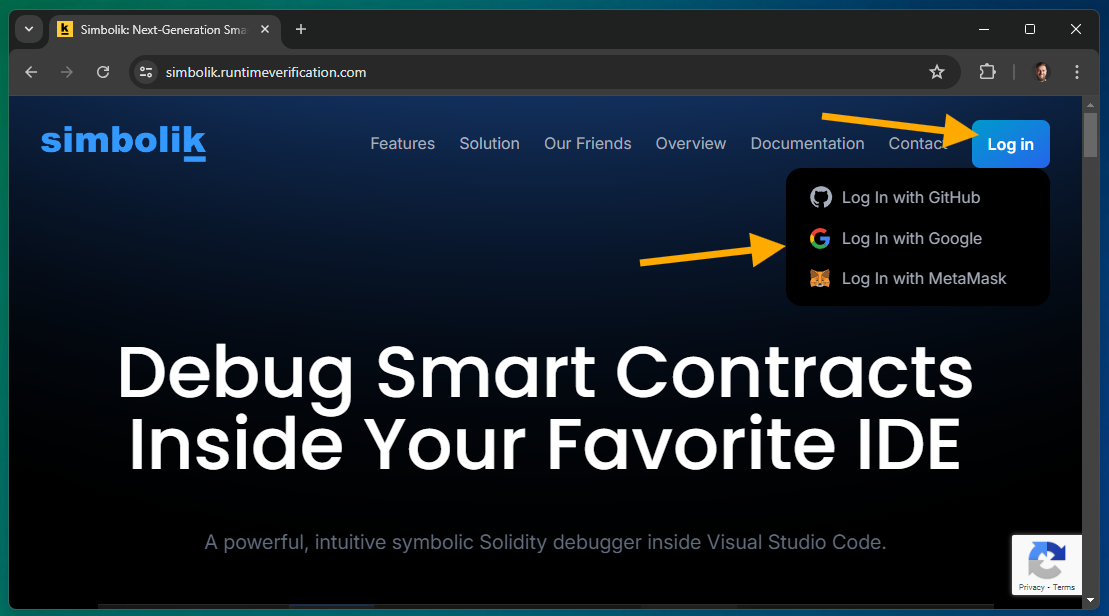 Simbolik: Next-Generation Sma
simbolik.runtimeverification.com
simbolik
Features Solution Our Friends Overview Documentation Contact Log in
Log In with GitHub
Log In with Google
Log In with MetaMask
Debug Smart Contracts
Inside Your Favorite IDE
A powerful, intuitive symbolic Solidity debugger inside Visual Studio Code.
Privacy - Terms